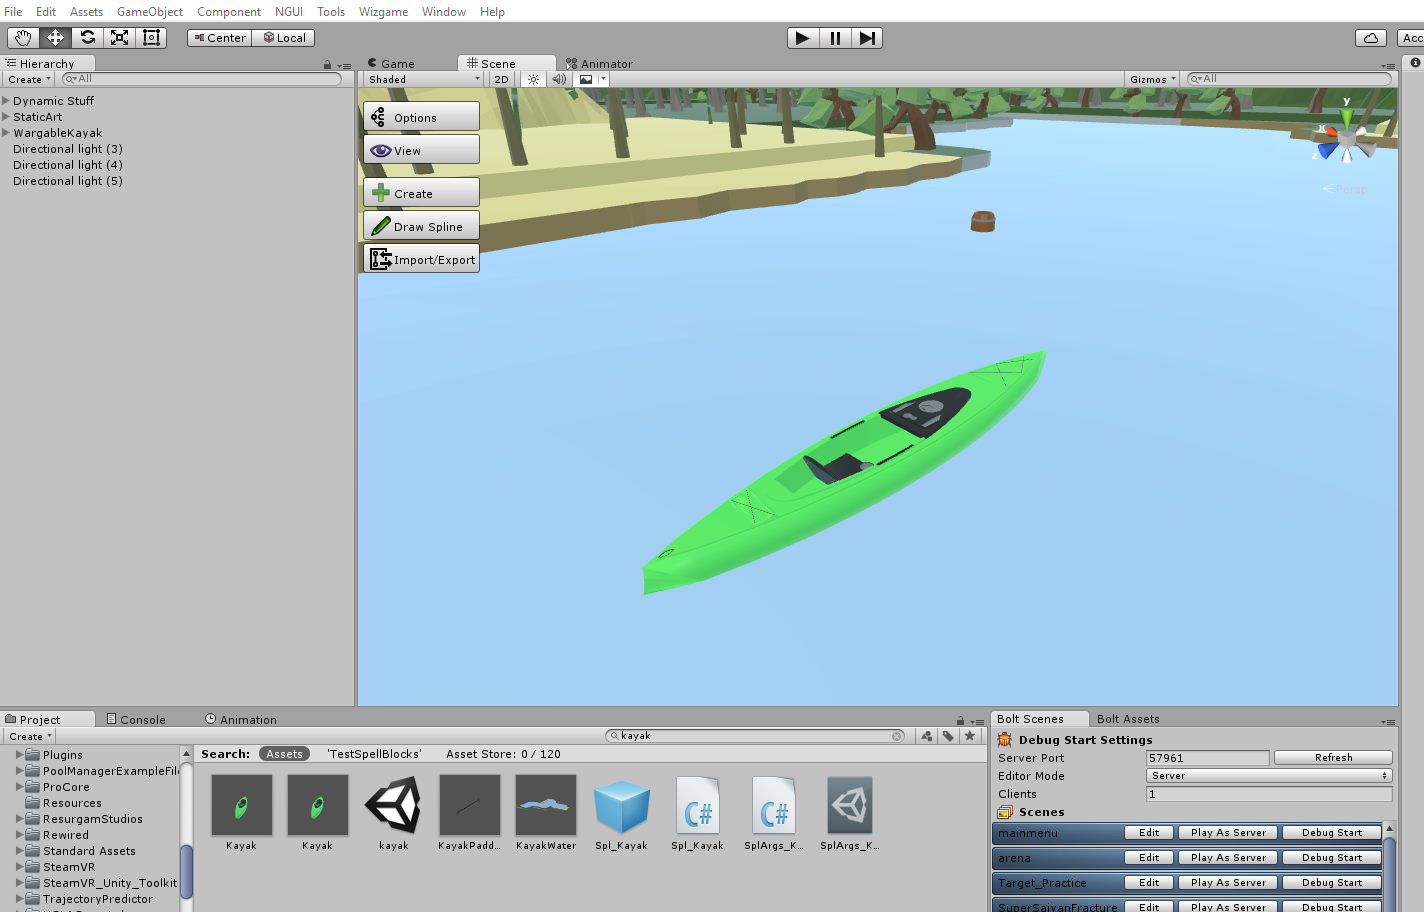 File Edit Assets GameObject Component NGUI Tools Wizgame Window Help
Center Local
Acc
Hierarchy
Create All
Dynamic Stuff
StaticArt
WargableKayak
Directional light (3)
Directional light (4)
Directional light (5)
Game Scene Animator
Shaded 2D Gizmos All
Options
View
Create
Draw Spline
Import/Export
y
x
z
Persp
Project Console Animation
Create kayak
Plugins
PoolManagerExampleFile
ProCore
Resources
ResurgamStudios
Rewired
Standard Assets
SteamVR
SteamVR_Unity_Toolkit
TrajectoryPredictor
Search: Assets 'TestSpellBlocks' Asset Store: 0 / 120
C# C#
Kayak Kayak kayak KayakPadd... KayakWater Spl_Kayak Spl_Kayak SplArgs_K... SplArgs_K...
Bolt Scenes Bolt Assets
Debug Start Settings
Server Port 57961 Refresh
Editor Mode Server
Clients 1
Scenes
mainmenu Edit Play As Server Debug Start
arena Edit Play As Server Debug Start
Target_Practice Edit Play As Server Debug Start
SuperSaiyanFracture Edit Play As Server Debug Start